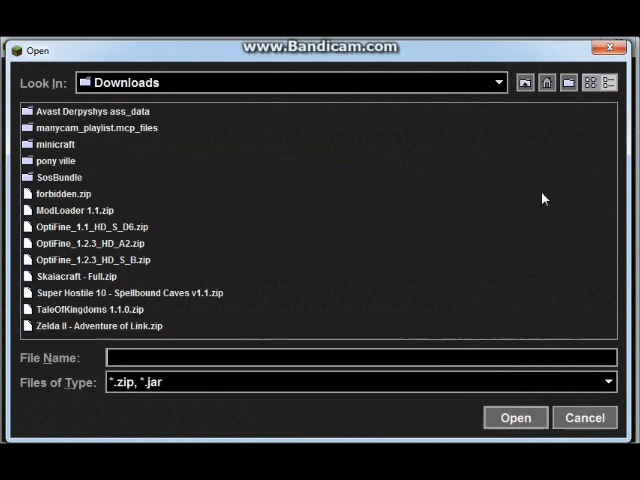 www.Bandicam.com
Open
Look In:
Downloads
Avast Derpyshys ass_data
manycam_playlist.mcp_files
minicraft
pony ville
SosBundle
forbidden.zip
ModLoader 1.1.zip
OptiFine_1.1_HD_S_D6.zip
OptiFine_1.2.3_HD_A2.zip
OptiFine_1.2.3_HD_S_B.zip
Skaiacraft - Full.zip
Super Hostile 10 - Spellbound Caves v1.1.zip
TaleOfKingdoms 1.1.0.zip
Zelda II - Adventure of Link.zip
File Name:
Files of Type:
*.zip, *.jar
Open
Cancel